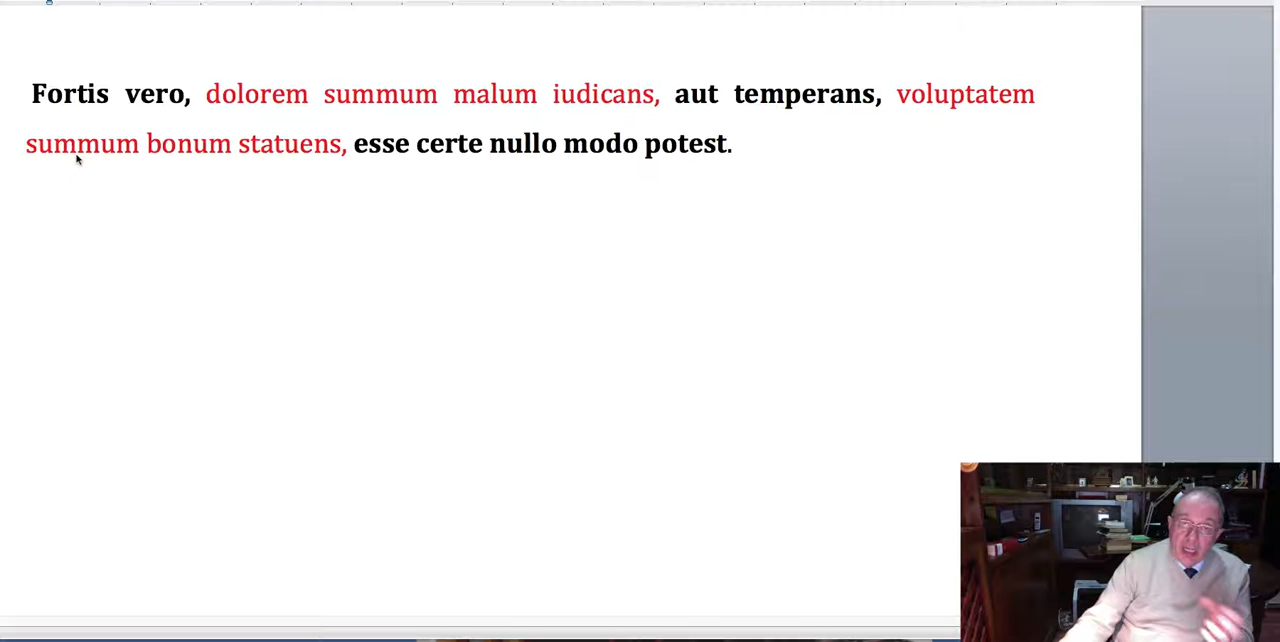 Fortis vero, dolorem summum malum iudicans, aut temperans, voluptatem
summum bonum statuens, esse certe nullo modo potest.